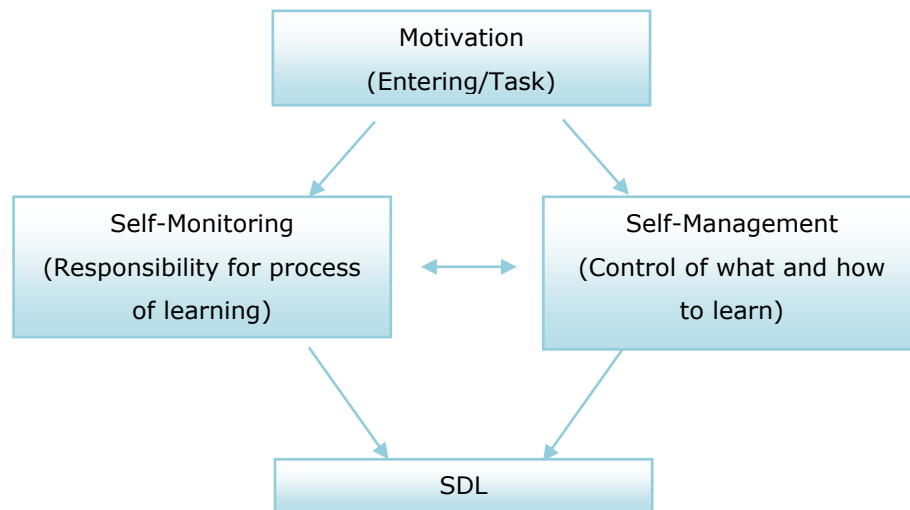 Motivation
(Entering/Task)
Self-Monitoring
(Responsibility for process
of learning)
Self-Management
(Control of what and how
to learn)
SDL